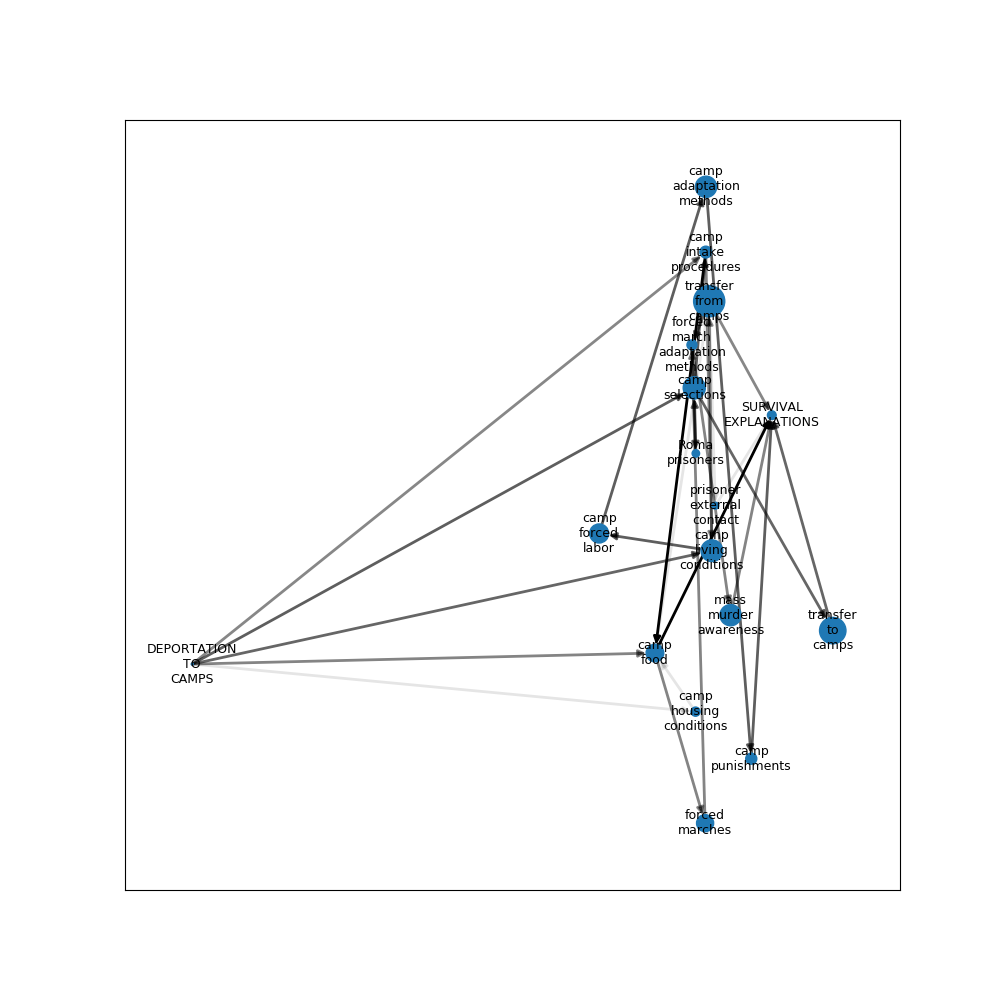 camp
adaptation
methods
camp
intake
procedures
transfer
from
camps
forced
march
adaptation
methods
camp
selections
SURVIVAL
EXPLANATIONS
Roma
prisoners
prisoner
external
contact
camp
forced
labor
camp
living
conditions
mass
murder
awareness
transfer
to
camps
DEPORTATION
TO
CAMPS
camp
food
camp
housing
conditions
camp
punishments
forced
marches